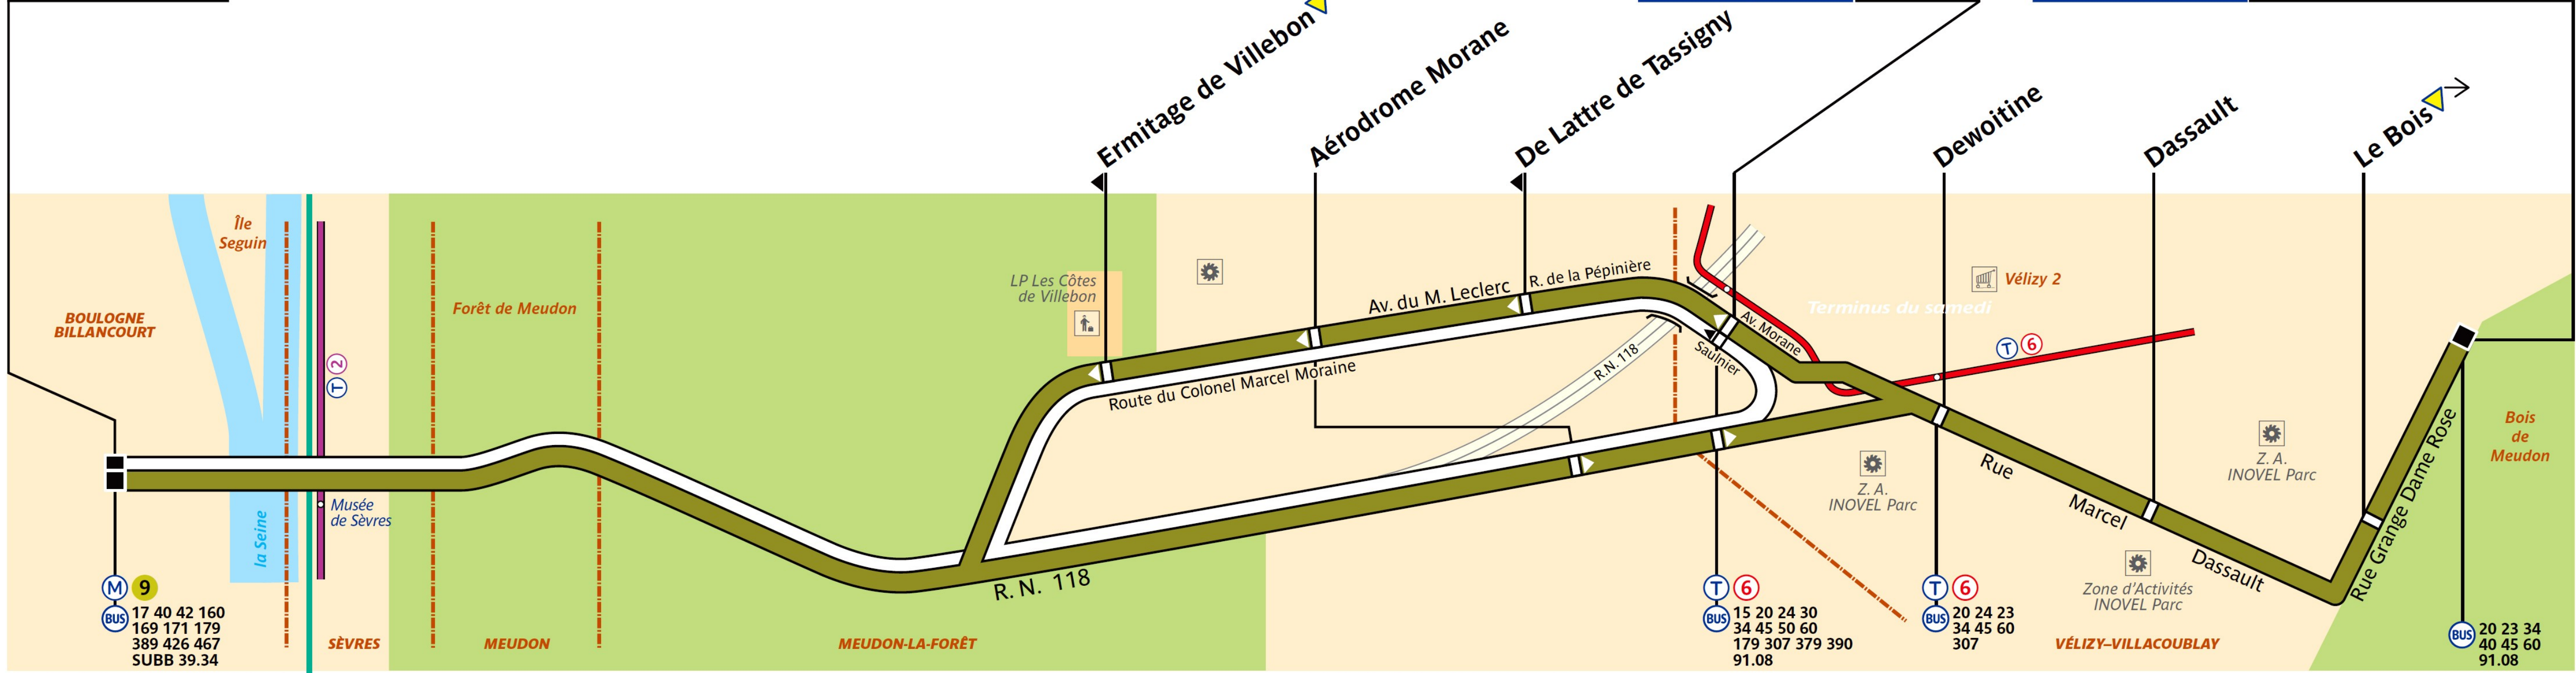 Ermitage de Villebon
Aérodrome Morane
De Lattre de Tassigny
Dewoitine
Dassault
Le Bois
Île
Seguin
BOULOGNE
BILLANCOURT
T 2
Musée
de Sèvres
la Seine
M 9
BUS 17 40 42 160
169 171 179
389 426 467
SUBB 39.34
SÈVRES
Forêt de Meudon
MEUDON
MEUDON-LA-FORÊT
LP Les Côtes
de Villebon
Av. du M. Leclerc
R. de la Pépinière
Route du Colonel Marcel Moraine
R. N. 118
R.N. 118
Saulnier
Av. Morane
Terminus du samedi
Vélizy 2
T 6
T 6
BUS 15 20 24 30
34 45 50 60
179 307 379 390
91.08
T 6
BUS 20 24 23
34 45 60
307
Z. A.
INOVEL Parc
Rue
Marcel
Dassault
Z. A.
INOVEL Parc
Zone d'Activités
INOVEL Parc
VÉLIZY–VILLACOUBLAY
Rue Grange Dame Rose
Bois
de
Meudon
BUS 20 23 34
40 45 60
91.08